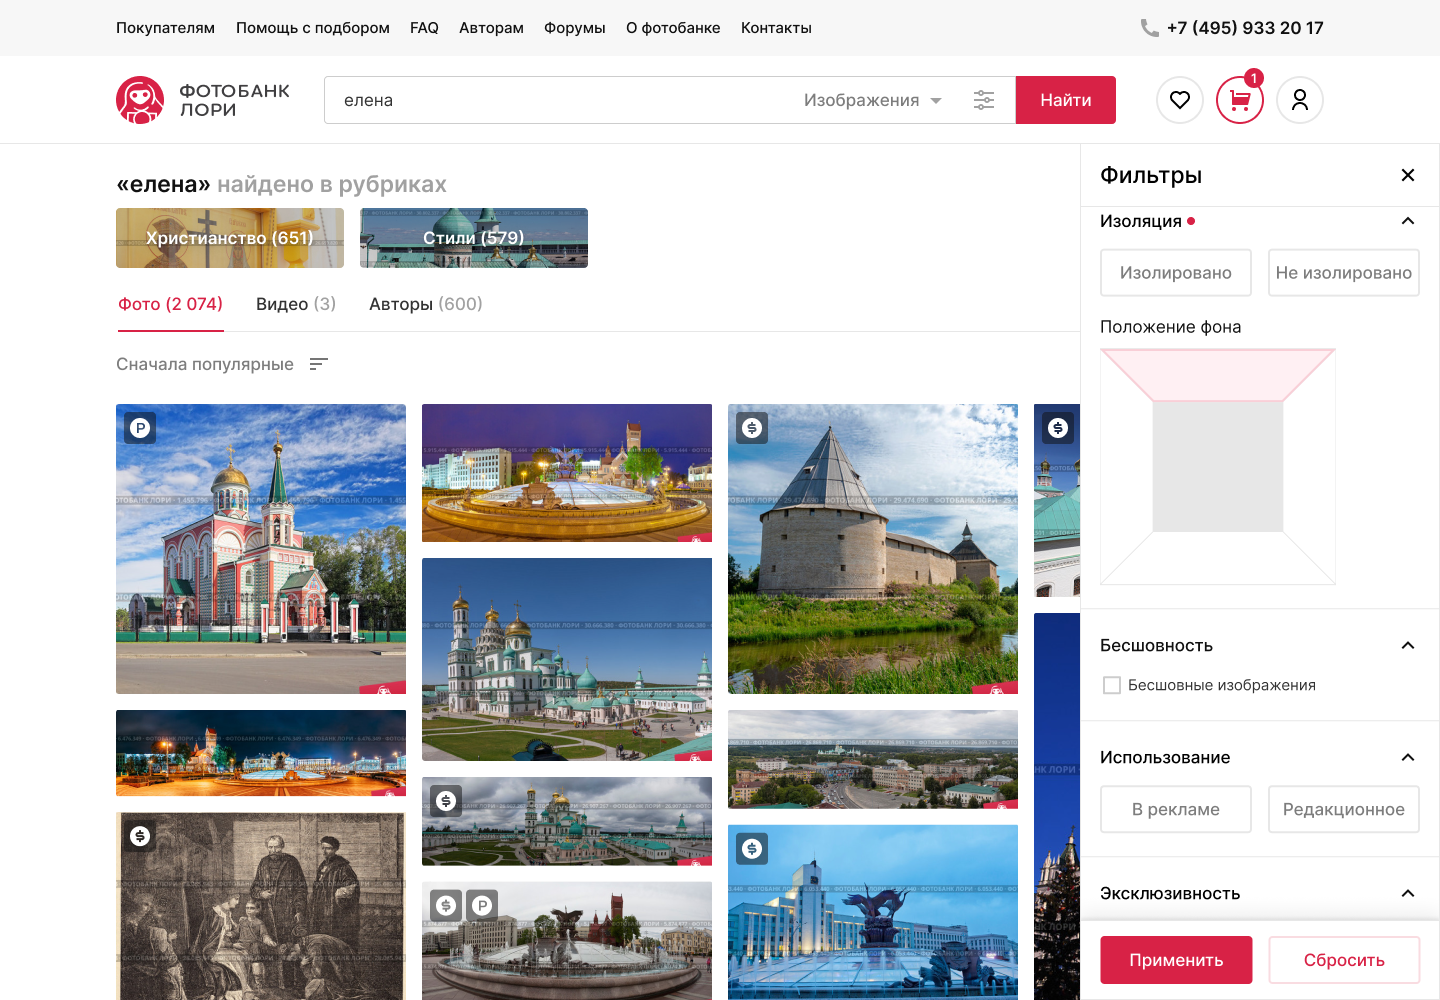 Покупателям Помощь с подбором FAQ Авторам Форумы О фотобанке Контакты +7 (495) 933 20 17
ФОТОБАНК
ЛОРИ
елена Изображения Найти 1
«елена» найдено в рубриках
Христианство (651) Стили (579)
Фото (2 074) Видео (3) Авторы (600)
Сначала популярные
Фильтры
Изоляция
Изолировано Не изолировано
Положение фона
Бесшовность
Бесшовные изображения
Использование
В рекламе Редакционное
Эксклюзивность
Применить Сбросить